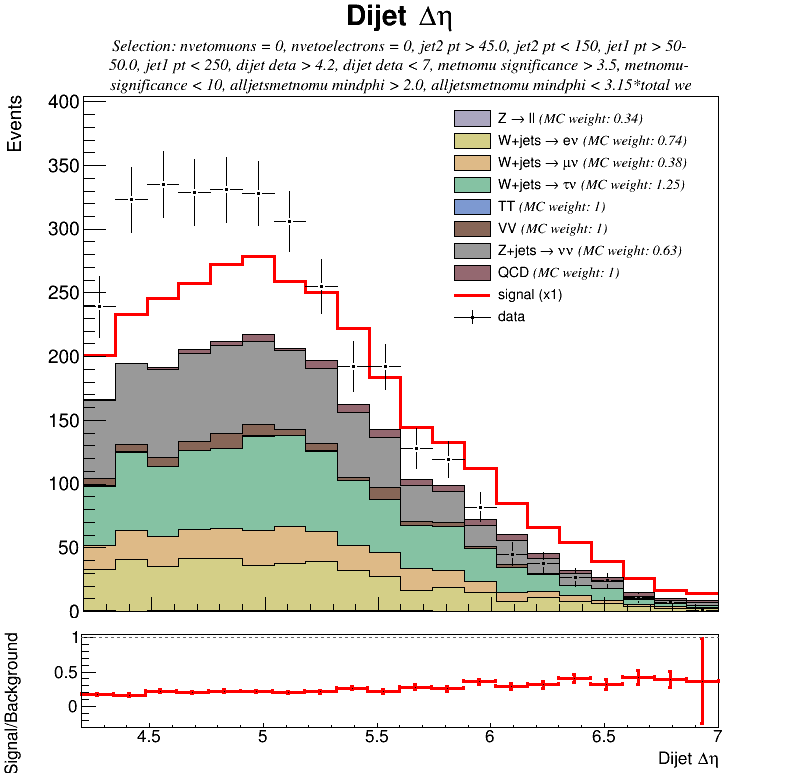 Dijet Δη
Selection: nvetomuons = 0, nvetoelectrons = 0, jet2 pt > 45.0, jet2 pt < 150, jet1 pt > 50-
50.0, jet1 pt < 250, dijet deta > 4.2, dijet deta < 7, metnomu significance > 3.5, metnomu-
significance < 10, alljetsmetnomu mindphi > 2.0, alljetsmetnomu mindphi < 3.15*total we
Events
400
350
300
250
200
150
100
50
0
Z → ll (MC weight: 0.34)
W+jets → eν (MC weight: 0.74)
W+jets → μν (MC weight: 0.38)
W+jets → τν (MC weight: 1.25)
TT (MC weight: 1)
VV (MC weight: 1)
Z+jets → νν (MC weight: 0.63)
QCD (MC weight: 1)
signal (x1)
data
Signal/Background
1
0.5
0
4.5 5 5.5 6 6.5 7
Dijet Δη